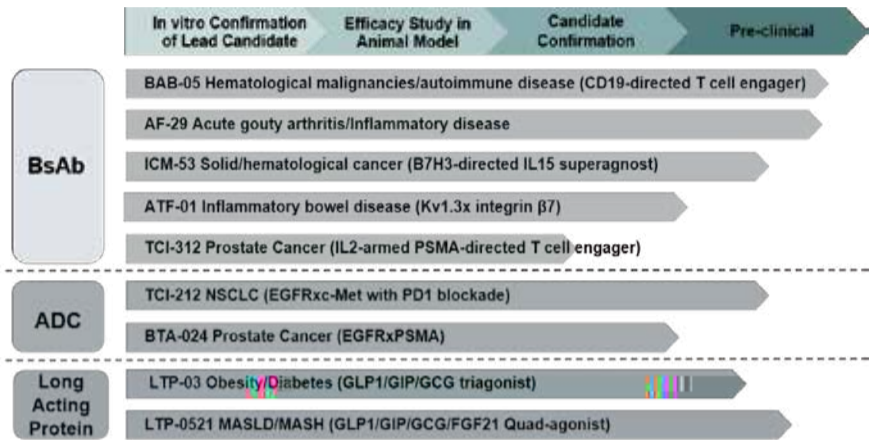 In vitro Confirmation
of Lead Candidate
Efficacy Study in
Animal Model
Candidate
Confirmation
Pre-clinical
BsAb
BAB-05 Hematological malignancies/autoimmune disease (CD19-directed T cell engager)
AF-29 Acute gouty arthritis/Inflammatory disease
ICM-53 Solid/hematological cancer (B7H3-directed IL15 superagnost)
ATF-01 Inflammatory bowel disease (Kv1.3x integrin β7)
TCI-312 Prostate Cancer (IL2-armed PSMA-directed T cell engager)
ADC
TCI-212 NSCLC (EGFRxc-Met with PD1 blockade)
BTA-024 Prostate Cancer (EGFRxPSMA)
Long
Acting
Protein
LTP-03 Obesity/Diabetes (GLP1/GIP/GCG triagonist)
LTP-0521 MASLD/MASH (GLP1/GIP/GCG/FGF21 Quad-agonist)